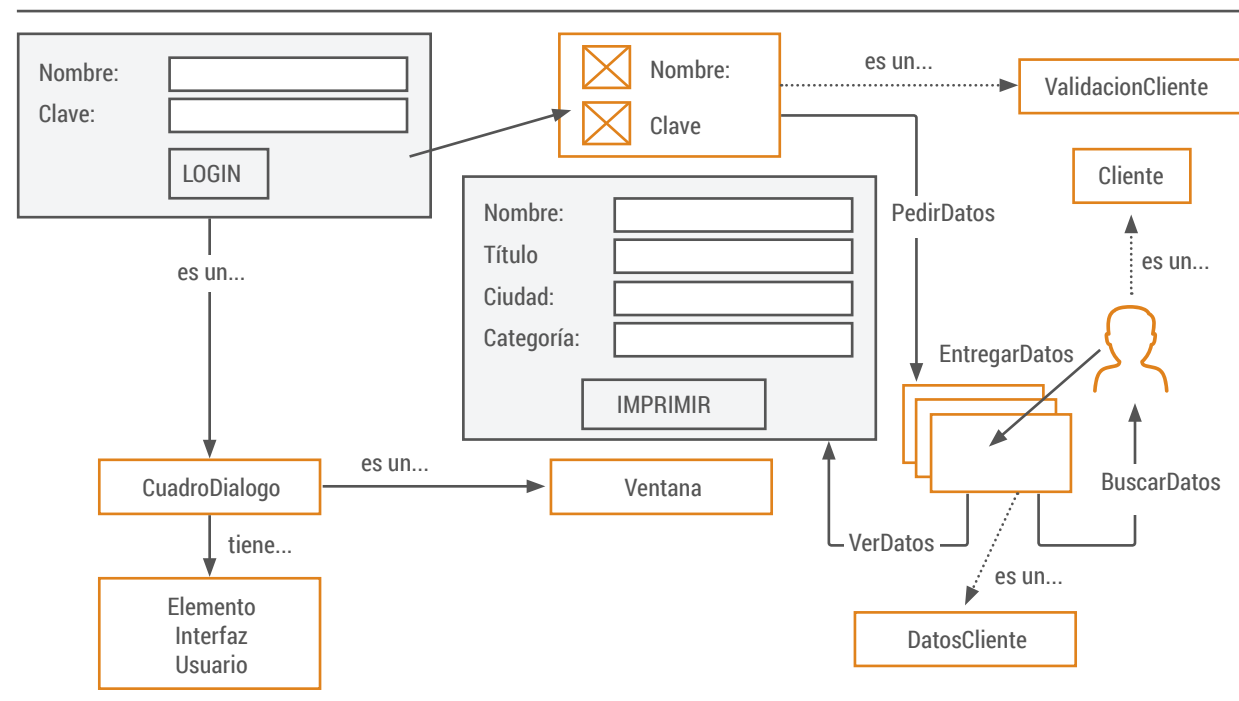 Nombre:
Clave:
LOGIN
Nombre:
Clave
es un...
ValidacionCliente
Cliente
es un...
PedirDatos
Nombre:
Título
Ciudad:
Categoría:
IMPRIMIR
es un...
EntregarDatos
BuscarDatos
VerDatos
es un...
DatosCliente
CuadroDialogo
es un...
Ventana
tiene...
Elemento
Interfaz
Usuario